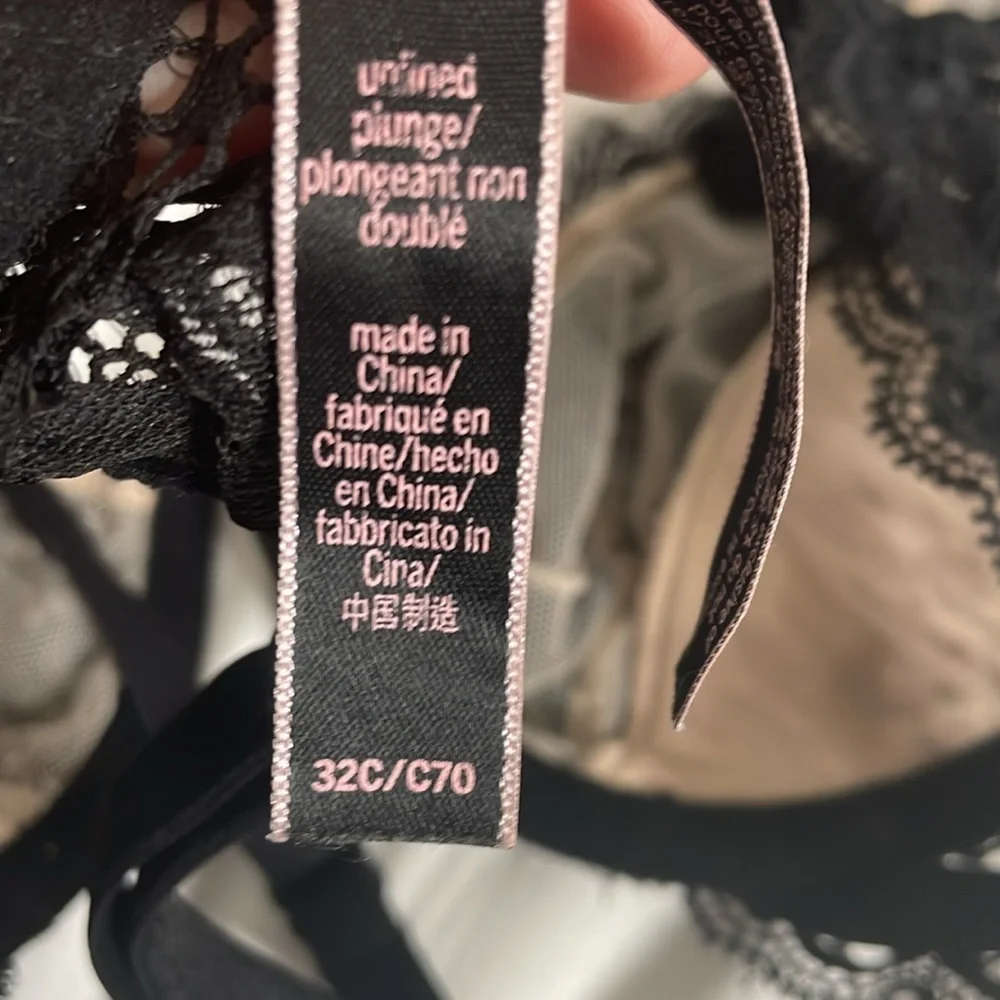 unlined
plunge/
plongeant non
doublé
made in
China/
fabriqué en
Chine/hecho
en China/
fabbricato in
Cina/
中国制造
32C/C70
pour